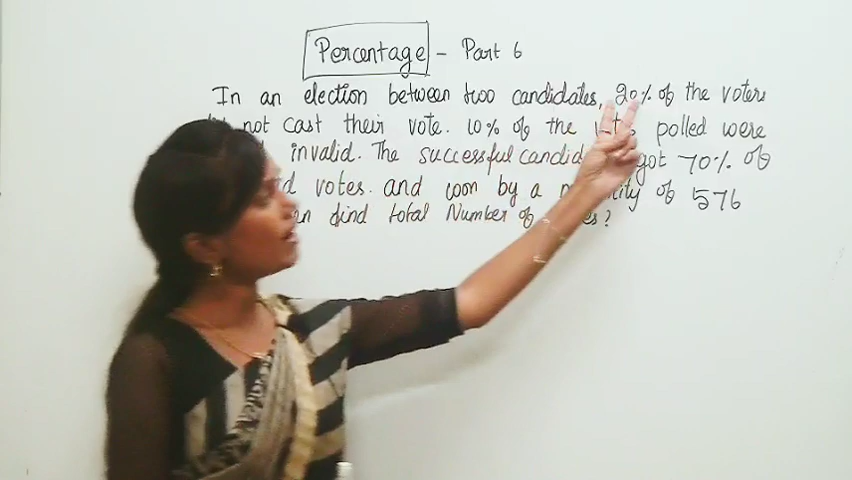 Percentage - Part 6
In an election between two candidates, 20% of the voters
not cast their vote. 10% of the polled were
invalid. The successful got 70% of
votes. and won by a of 576
find total Number of ?